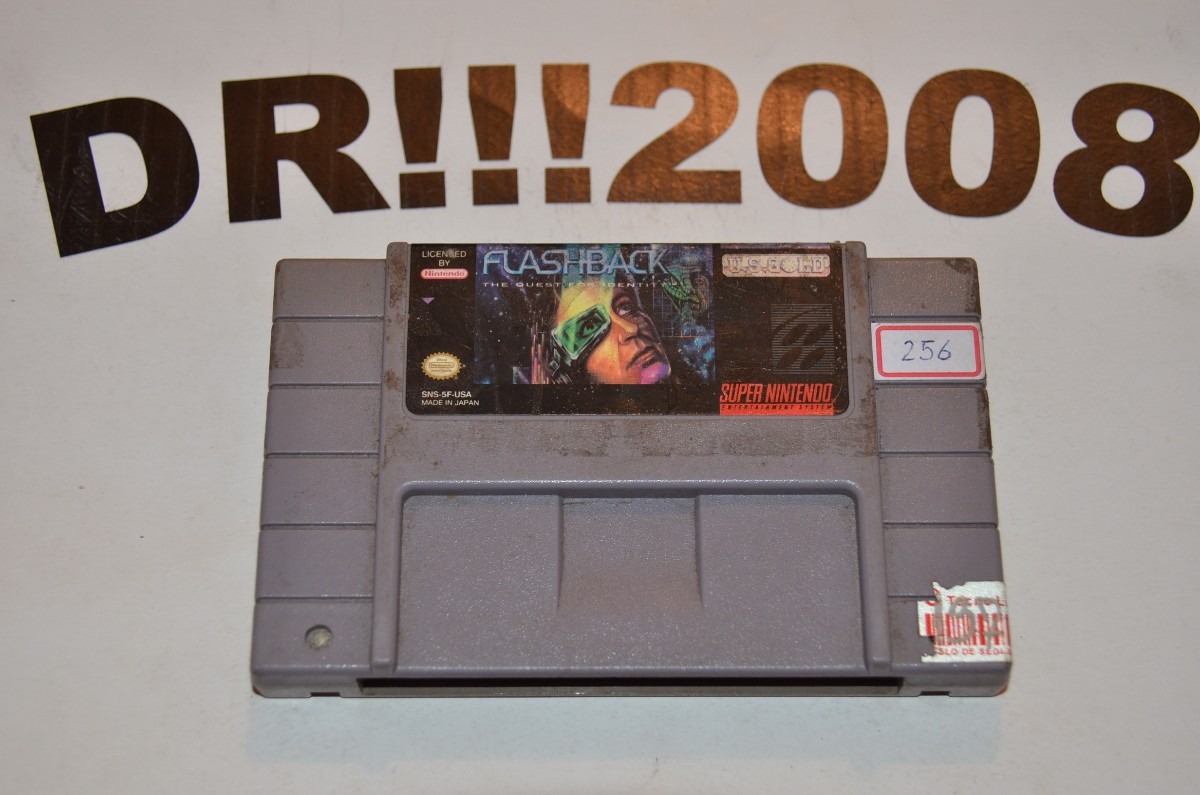 DR!!!2008
LICENSED
BY
Nintendo
FLASHBACK
THE QUEST FOR IDENTITY
U.S. GOLD
256
SNS-5F-USA
MADE IN JAPAN
SUPER NINTENDO
ENTERTAINMENT SYSTEM